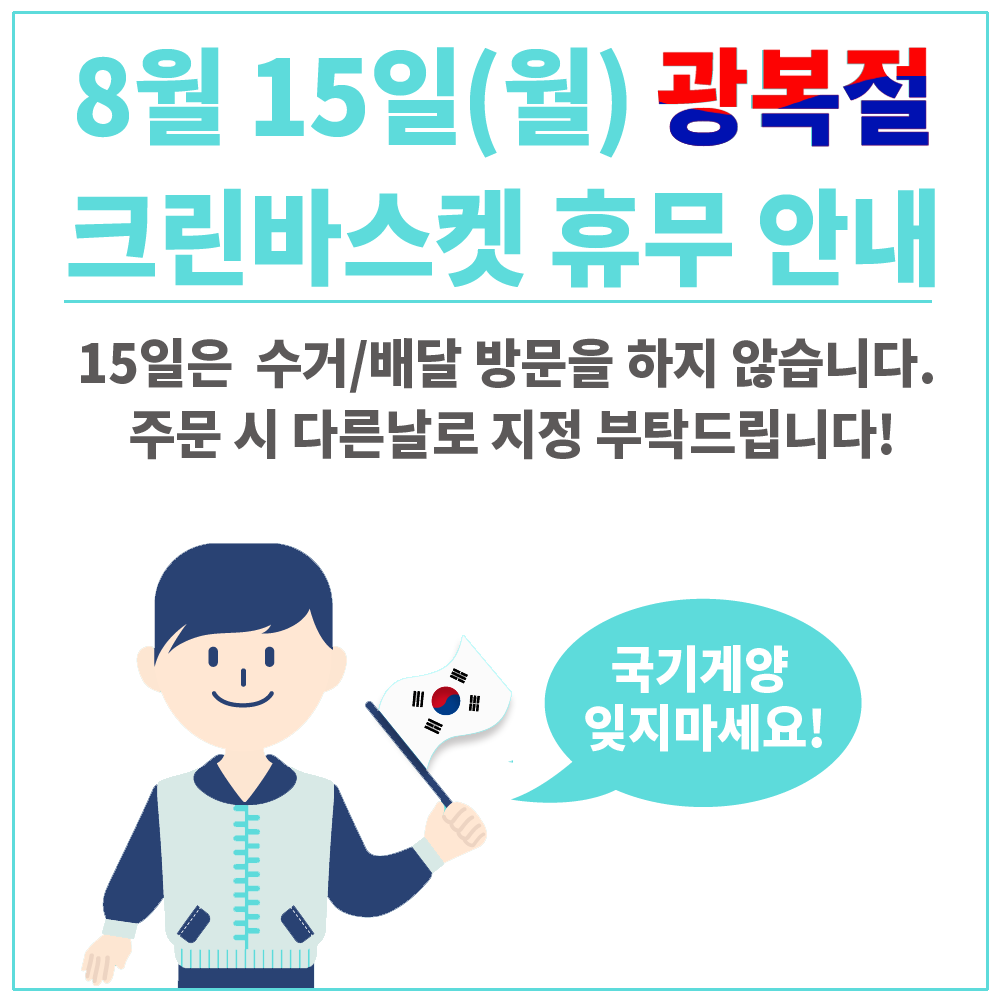 8월 15일(월) 광복절
크린바스켓 휴무 안내
15일은 수거/배달 방문을 하지 않습니다.
주문 시 다른날로 지정 부탁드립니다!
국기게양
잊지마세요!